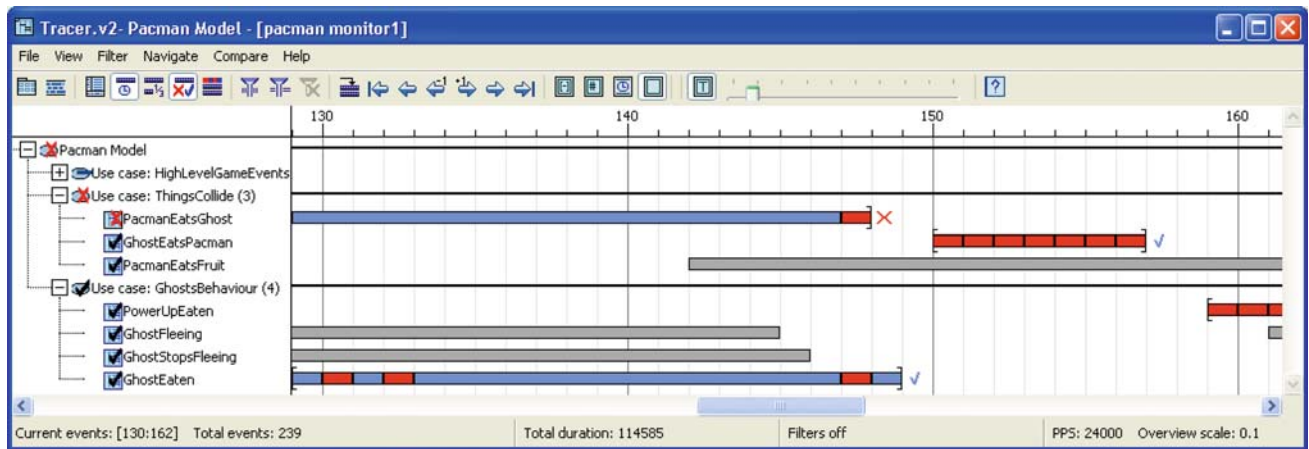 Tracer.v2- Pacman Model - [pacman monitor1]
File View Filter Navigate Compare Help
130 140 150 160
Pacman Model
Use case: HighLevelGameEvents
Use case: ThingsCollide (3)
PacmanEatsGhost
GhostEatsPacman
PacmanEatsFruit
Use case: GhostsBehaviour (4)
PowerUpEaten
GhostFleeing
GhostStopsFleeing
GhostEaten
Current events: [130:162] Total events: 239 Total duration: 114585 Filters off PPS: 24000 Overview scale: 0.1